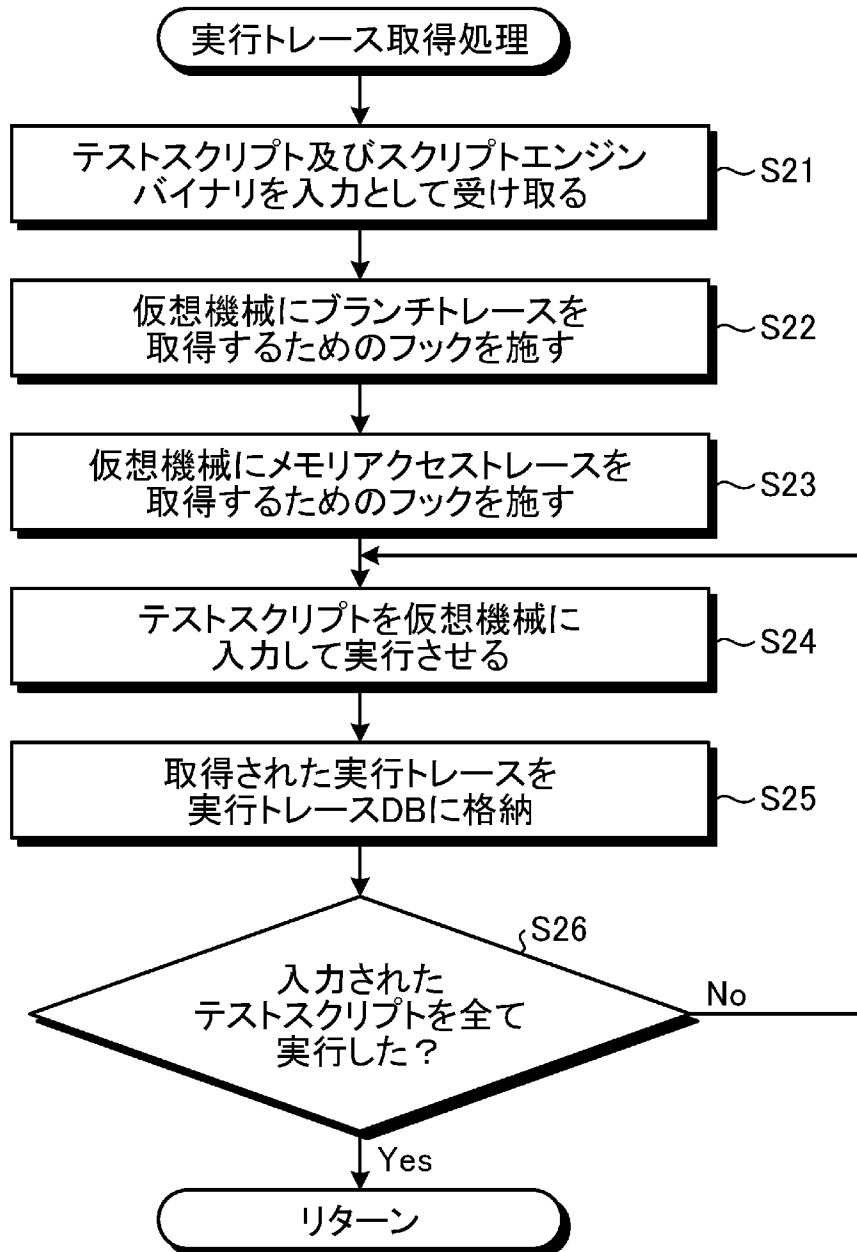 実行トレース取得処理
テストスクリプト及びスクリプトエンジン
バイナリを入力として受け取る
S21
仮想機械にブランチトレースを
取得するためのフックを施す
S22
仮想機械にメモリアクセストレースを
取得するためのフックを施す
S23
テストスクリプトを仮想機械に
入力して実行させる
S24
取得された実行トレースを
実行トレースDBに格納
S25
S26
入力された
テストスクリプトを全て
実行した？
No
Yes
リターン